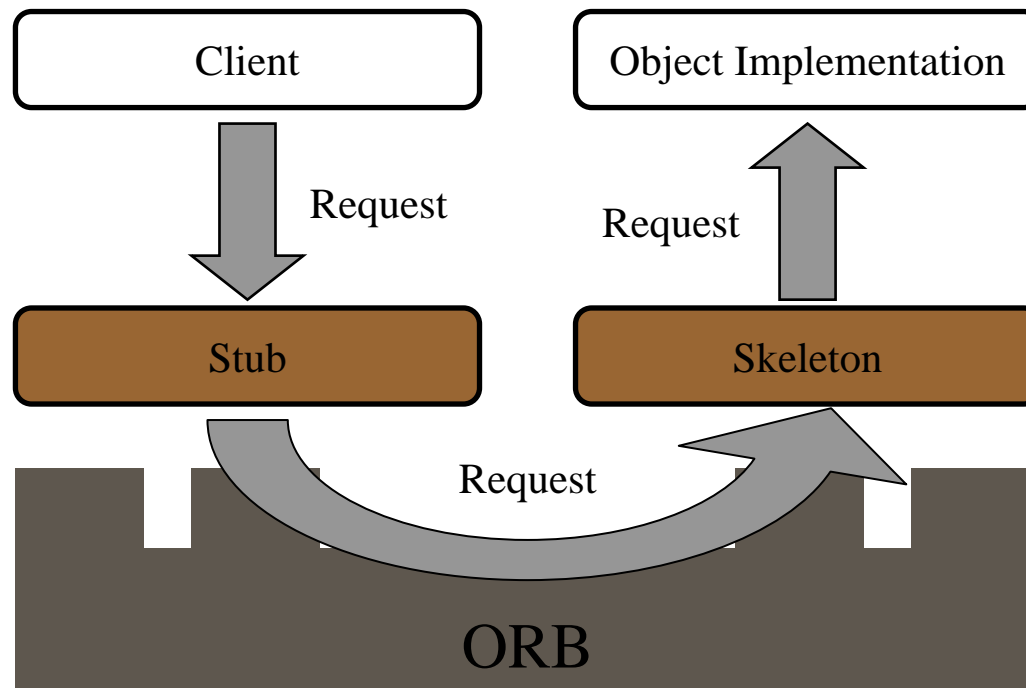 Client
Object Implementation
Request
Request
Stub
Skeleton
Request
ORB